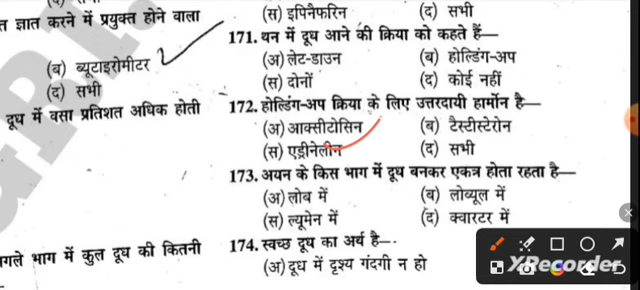 त ज्ञात करने में प्रयुक्त होने वाला
(ब) ब्यूटाइरोमीटर
(द) सभी
दूध में वसा प्रतिशत अधिक होती
गले भाग में कुल दूध की कितनी
(स) इपिनैफरिन (द) सभी
171. थन में दूध आने की क्रिया को कहते हैं—
(अ) लेट-डाउन (ब) होल्डिंग-अप
(स) दोनों (द) कोई नहीं
172. होल्डिंग-अप क्रिया के लिए उत्तरदायी हार्मोन है—
(अ) आक्सीटोसिन (ब) टैस्टीस्टेरोन
(स) एड्रीनेलीन (द) सभी
173. अयन के किस भाग में दूध बनकर एकत्र होता रहता है—
(अ) लोब में (ब) लोव्यूल में
(स) ल्यूमेन में (द) क्वारटर में
174. स्वच्छ दूध का अर्थ है—
(अ) दूध में दृश्य गंदगी न हो
XRecorder